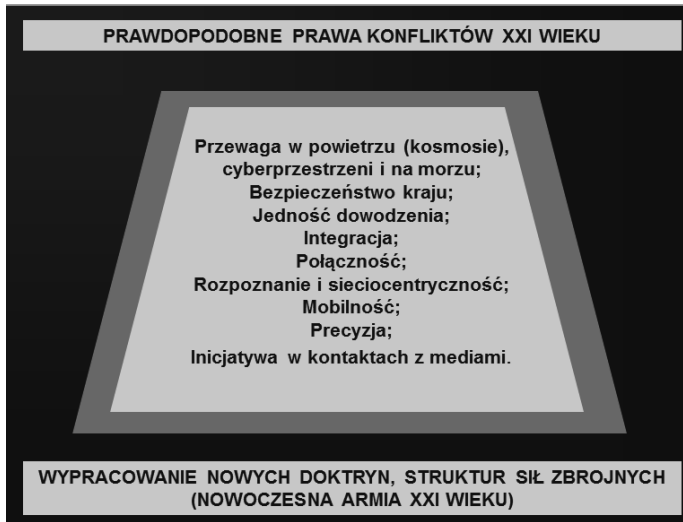 PRAWDOPODOBNE PRAWA KONFLIKTÓW XXI WIEKU
Przewaga w powietrzu (kosmosie),
cyberprzestrzeni i na morzu;
Bezpieczeństwo kraju;
Jedność dowodzenia;
Integracja;
Połączność;
Rozpoznanie i sieciocentryczność;
Mobilność;
Precyzja;
Inicjatywa w kontaktach z mediami.
WYPRACOWANIE NOWYCH DOKTRYN, STRUKTUR SIŁ ZBROJNYCH
(NOWOCZESNA ARMIA XXI WIEKU)